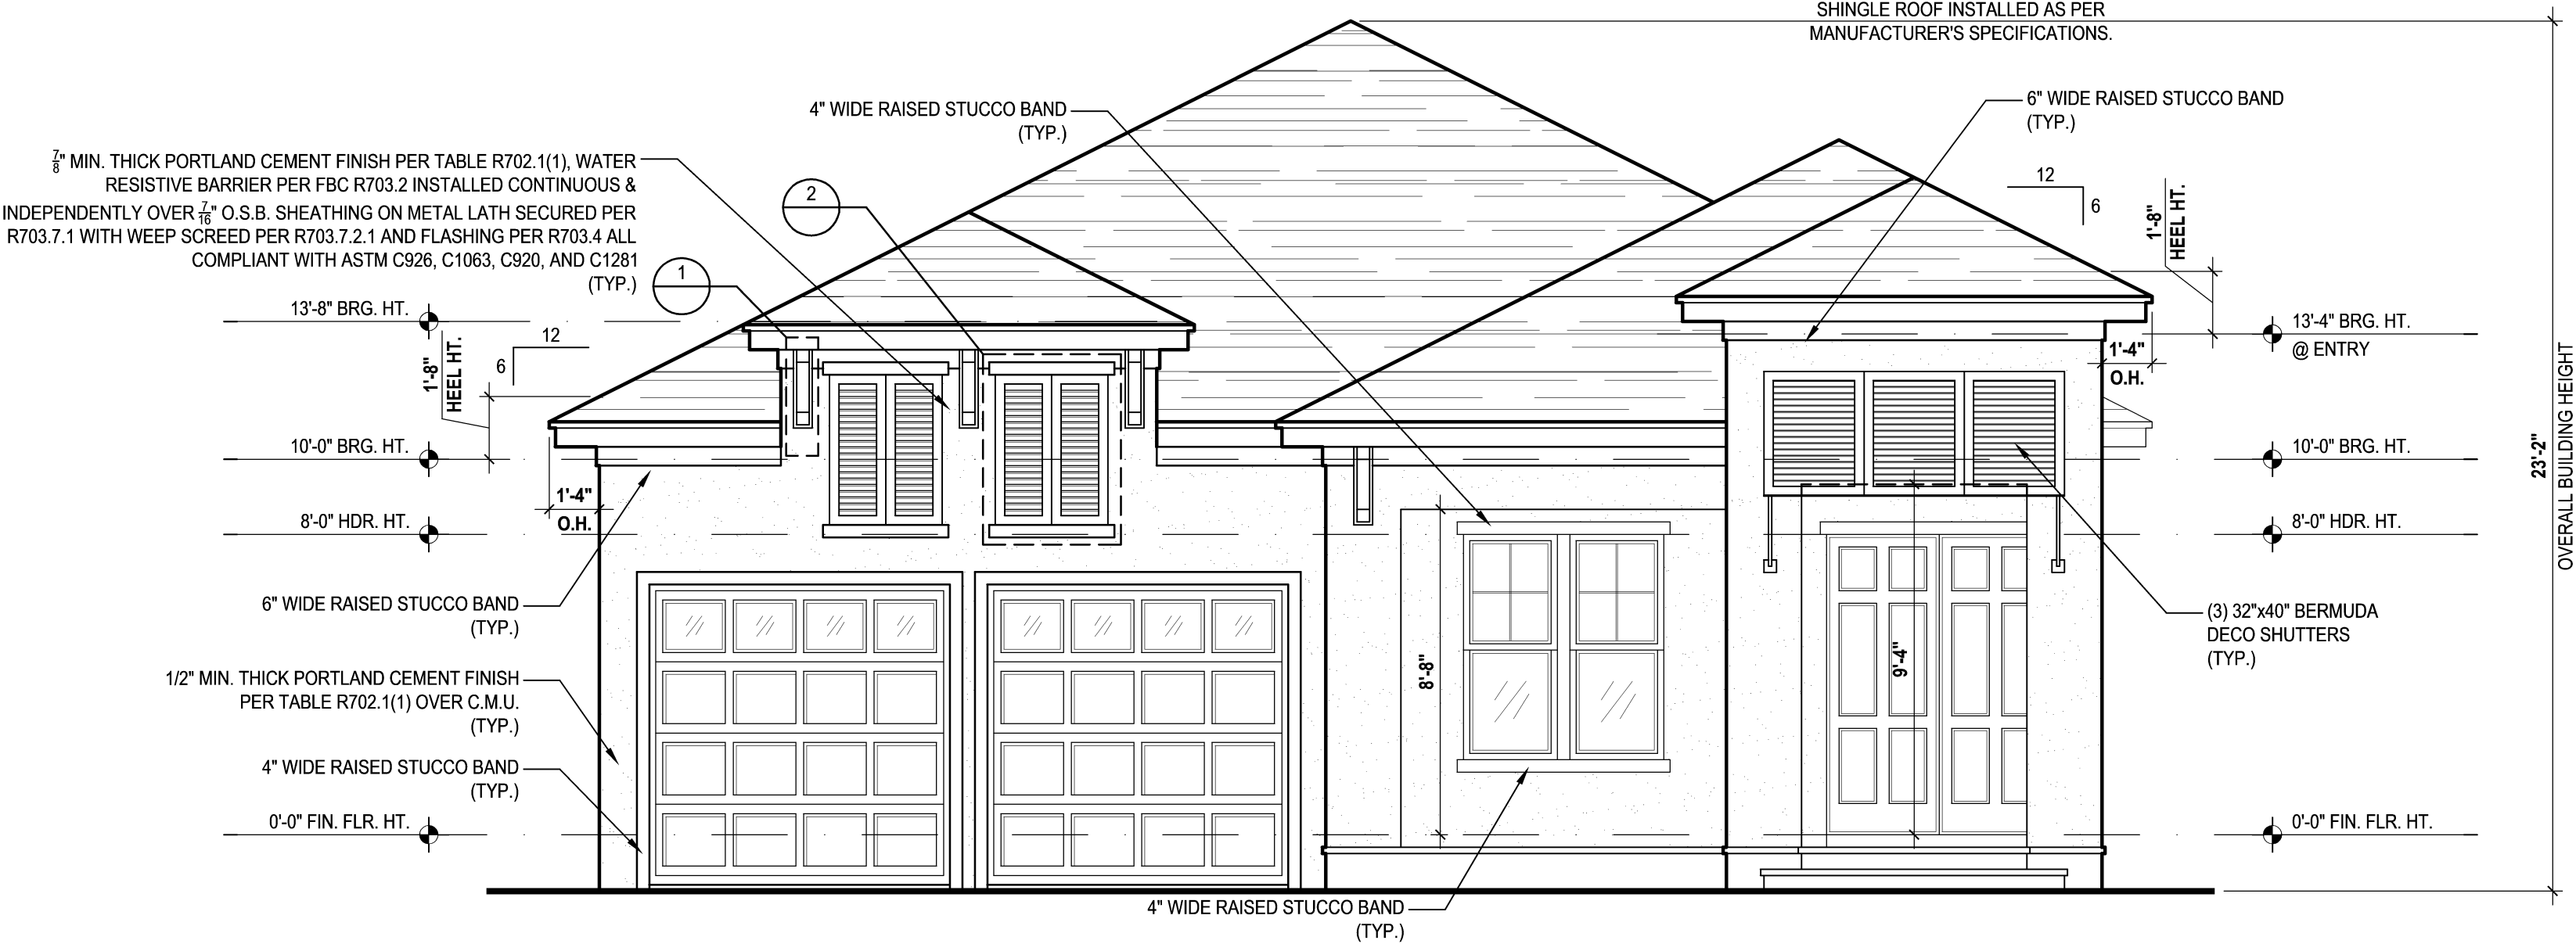 SHINGLE ROOF INSTALLED AS PER
MANUFACTURER'S SPECIFICATIONS.
4" WIDE RAISED STUCCO BAND
(TYP.)
6" WIDE RAISED STUCCO BAND
(TYP.)
7/8" MIN. THICK PORTLAND CEMENT FINISH PER TABLE R702.1(1), WATER
RESISTIVE BARRIER PER FBC R703.2 INSTALLED CONTINUOUS &
INDEPENDENTLY OVER 7/16" O.S.B. SHEATHING ON METAL LATH SECURED PER
R703.7.1 WITH WEEP SCREED PER R703.7.2.1 AND FLASHING PER R703.4 ALL
COMPLIANT WITH ASTM C926, C1063, C920, AND C1281
(TYP.)
2
1
12
6
1'-8"
HEEL HT.
13'-8" BRG. HT.
12
6
1'-8"
HEEL HT.
13'-4" BRG. HT.
@ ENTRY
1'-4"
O.H.
10'-0" BRG. HT.
10'-0" BRG. HT.
23'-2"
OVERALL BUILDING HEIGHT
1'-4"
O.H.
8'-0" HDR. HT.
8'-0" HDR. HT.
6" WIDE RAISED STUCCO BAND
(TYP.)
(3) 32"x40" BERMUDA
DECO SHUTTERS
(TYP.)
8'-8"
9'-4"
1/2" MIN. THICK PORTLAND CEMENT FINISH
PER TABLE R702.1(1) OVER C.M.U.
(TYP.)
4" WIDE RAISED STUCCO BAND
(TYP.)
0'-0" FIN. FLR. HT.
0'-0" FIN. FLR. HT.
4" WIDE RAISED STUCCO BAND
(TYP.)